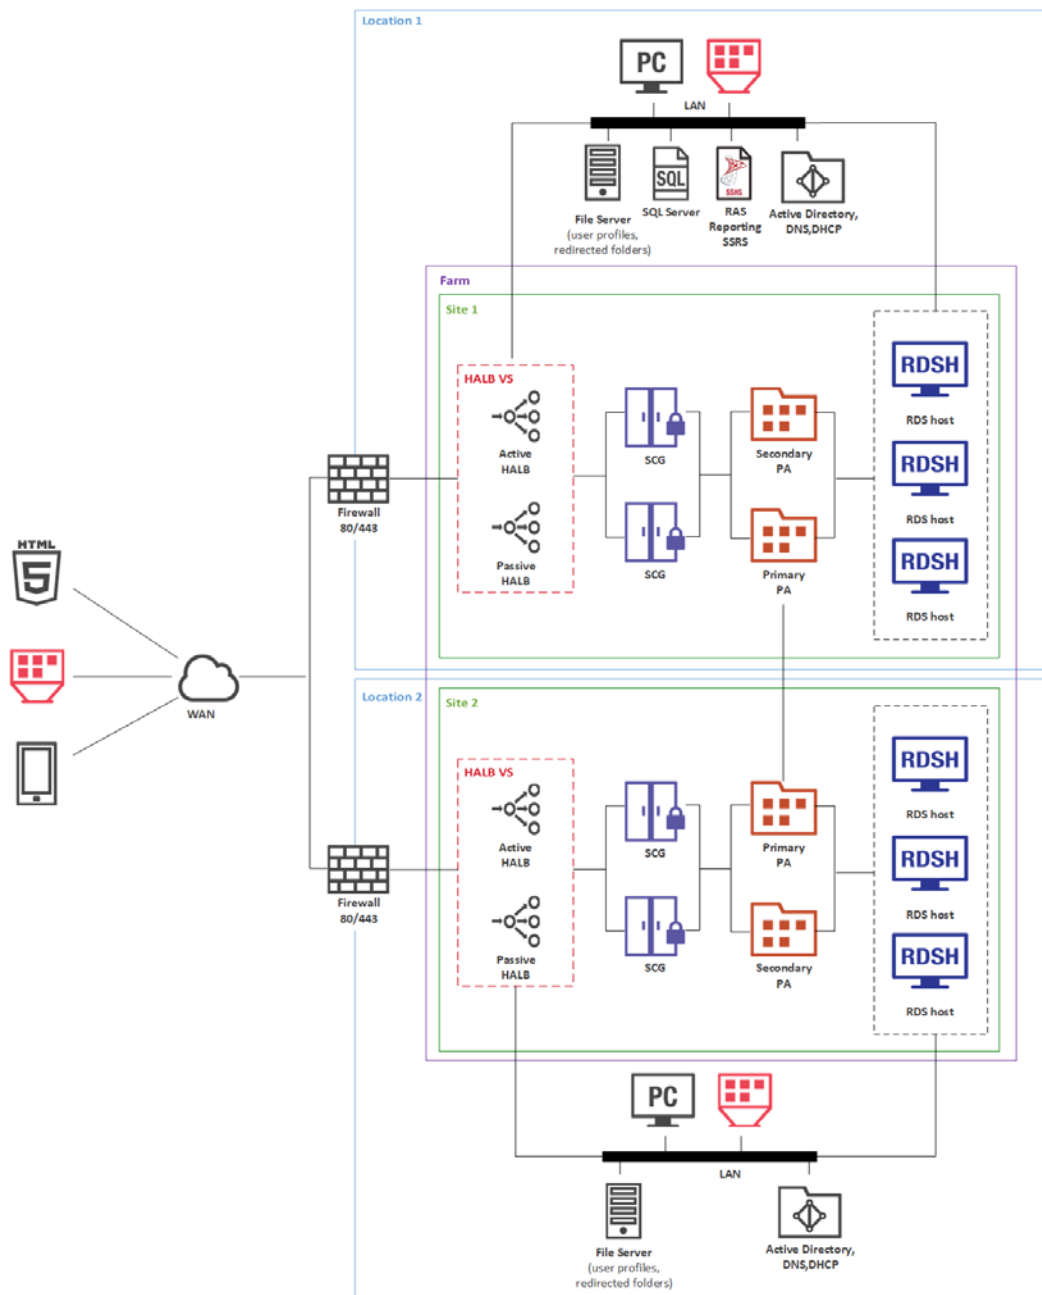 Location 1
PC
LAN
SQL
SSRS
File Server
(user profiles,
redirected folders)
SQL Server
RAS
Reporting
SSRS
Active Directory,
DNS,DHCP
Farm
Site 1
HALB VS
Active
HALB
Passive
HALB
SCG
SCG
Secondary
PA
Primary
PA
RDSH
RDS host
RDSH
RDS host
RDSH
RDS host
Firewall
80/443
HTML
5
WAN
Location 2
Site 2
HALB VS
Active
HALB
Passive
HALB
SCG
SCG
Primary
PA
Secondary
PA
RDSH
RDS host
RDSH
RDS host
RDSH
RDS host
Firewall
80/443
PC
LAN
File Server
(user profiles,
redirected folders)
Active Directory,
DNS,DHCP